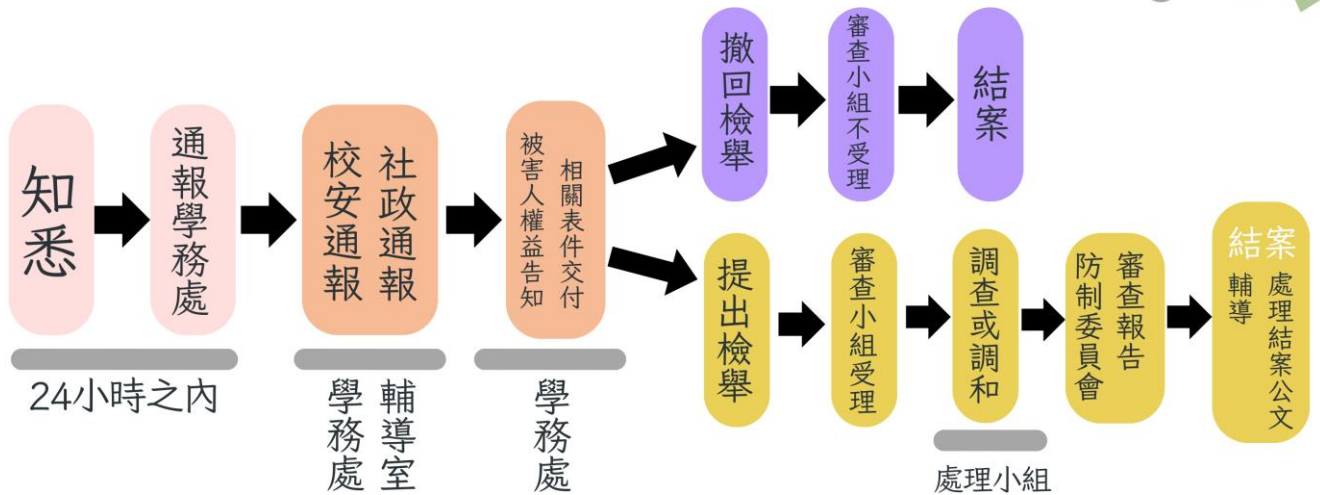 知悉
通報學務處
24小時之內
校安通報
社政通報
學務處
輔導室
被害人權益告知
相關表件交付
學務處
撤回檢舉
審查小組不受理
結案
提出檢舉
審查小組受理
調查或調和
處理小組
防制委員會
審查報告
結案
輔導
處理結案公文